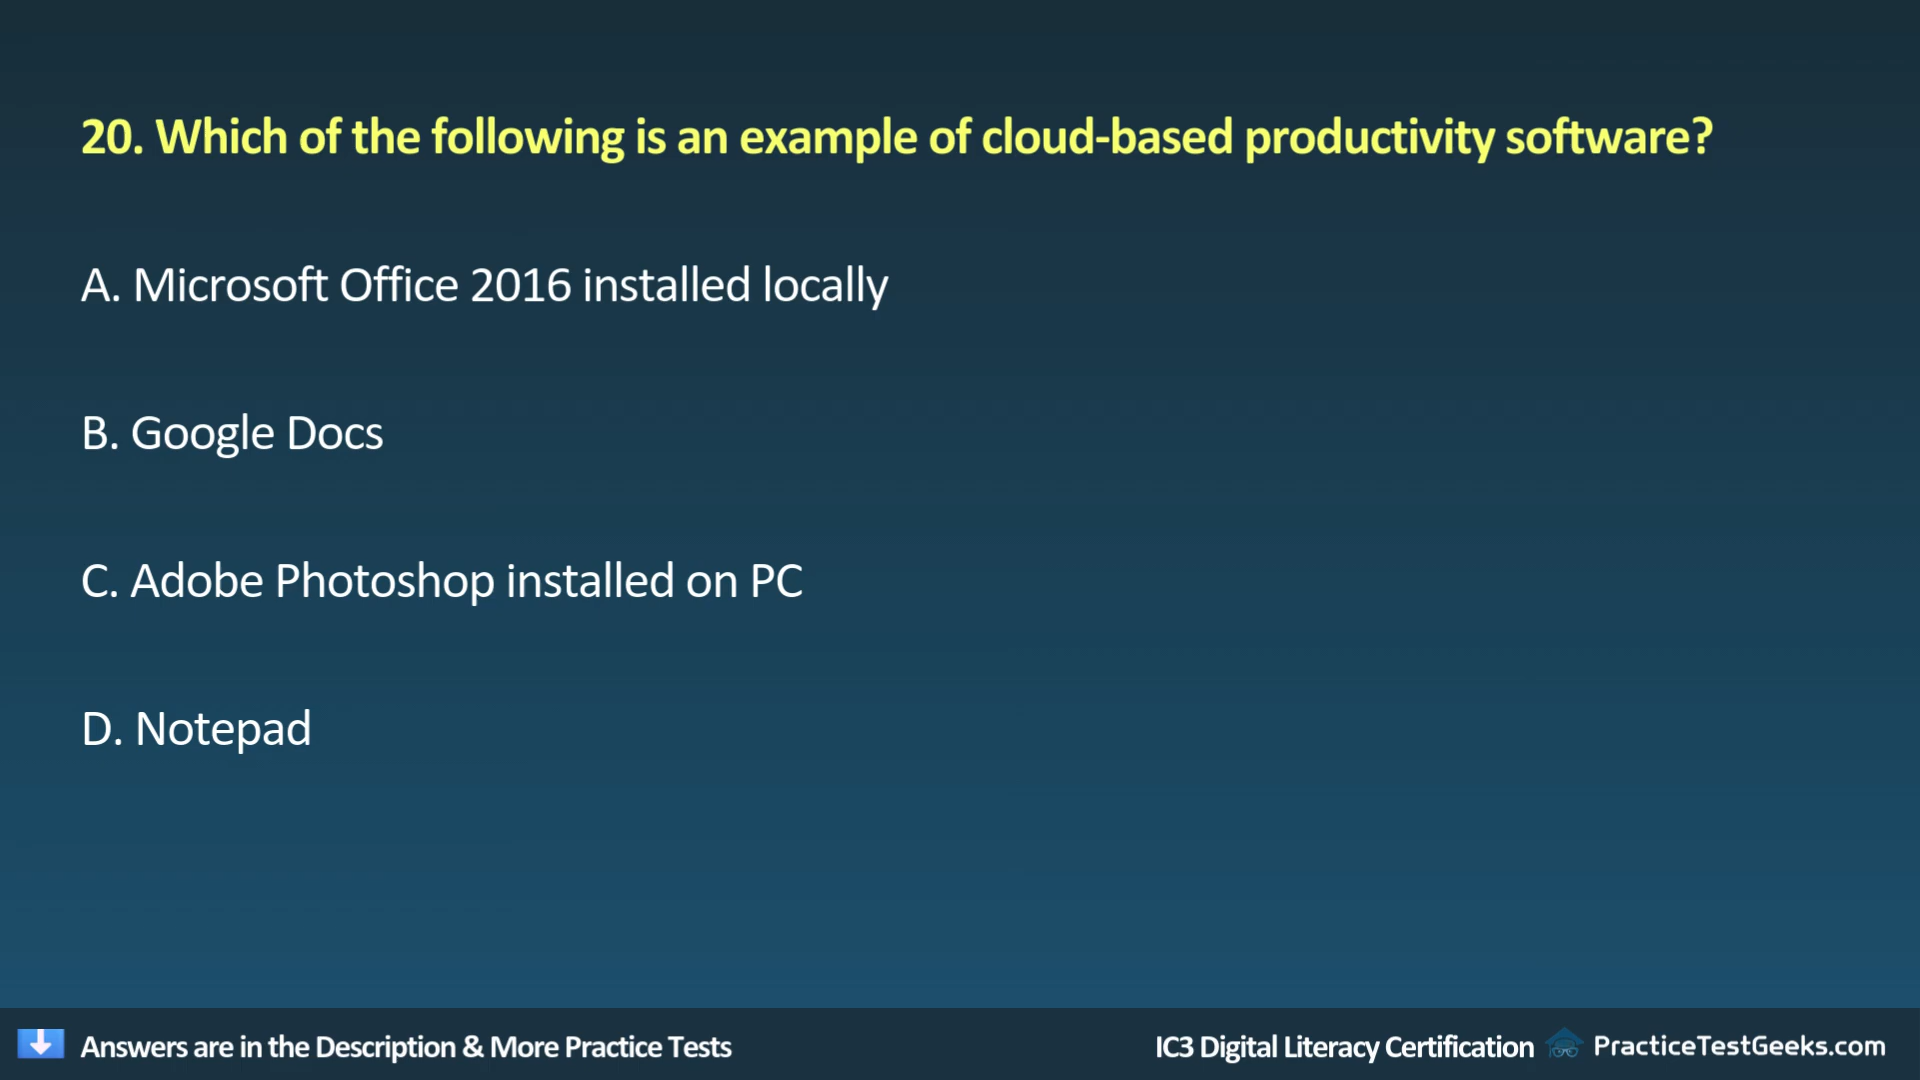 20. Which of the following is an example of cloud-based productivity software?
A. Microsoft Office 2016 installed locally
B. Google Docs
C. Adobe Photoshop installed on PC
D. Notepad
Answers are in the Description & More Practice Tests
IC3 Digital Literacy Certification
PracticeTestGeeks.com